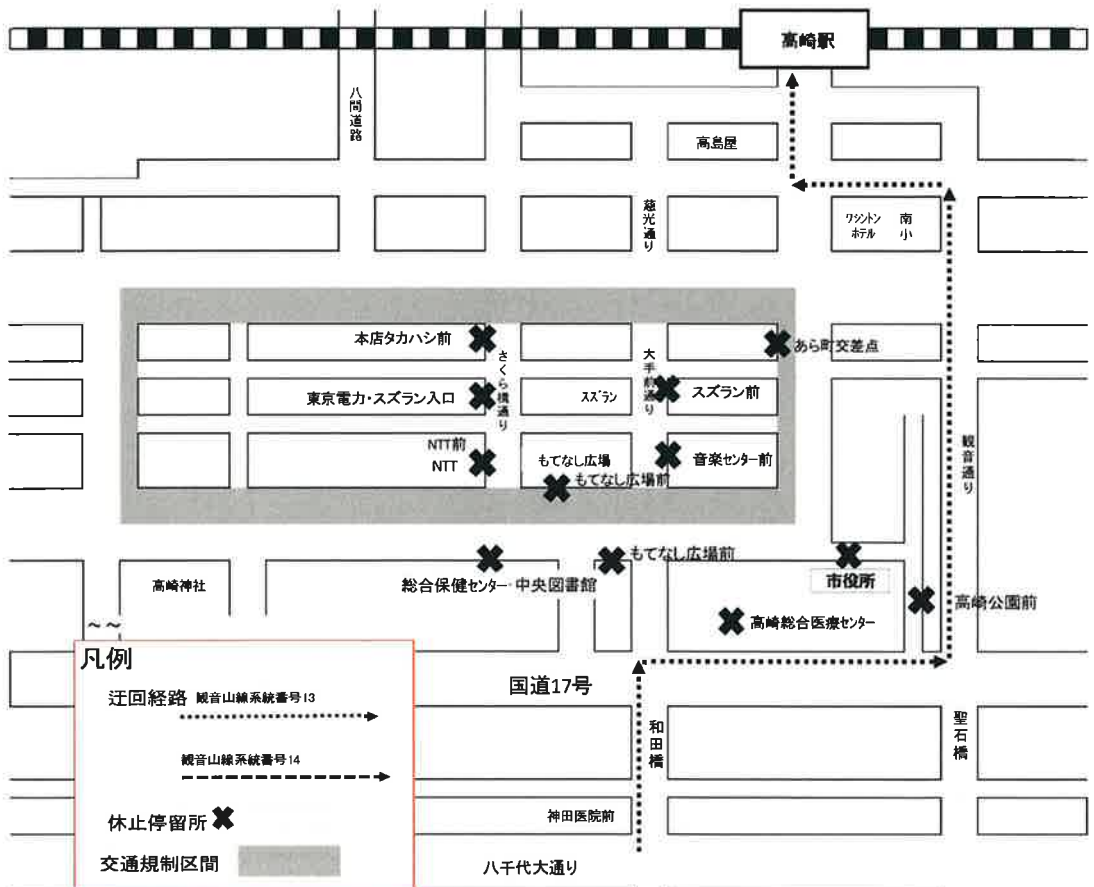 高崎駅
八間道路
高島屋
慈光通り
ワシントン
ホテル
南小
本店タカハシ前
さくら橋通り
大手前通り
あら町交差点
東京電力・スズラン入口
スズラン
スズラン前
NTT前
NTT
もてなし広場
もてなし広場前
音楽センター前
観音通り
高崎神社
総合保健センター・中央図書館
もてなし広場前
市役所
高崎公園前
高崎総合医療センター
~~
凡例
迂回経路 観音山線系統番号13
観音山線系統番号14
休止停留所
交通規制区間
国道17号
和田橋
聖石橋
神田医院前
八千代大通り